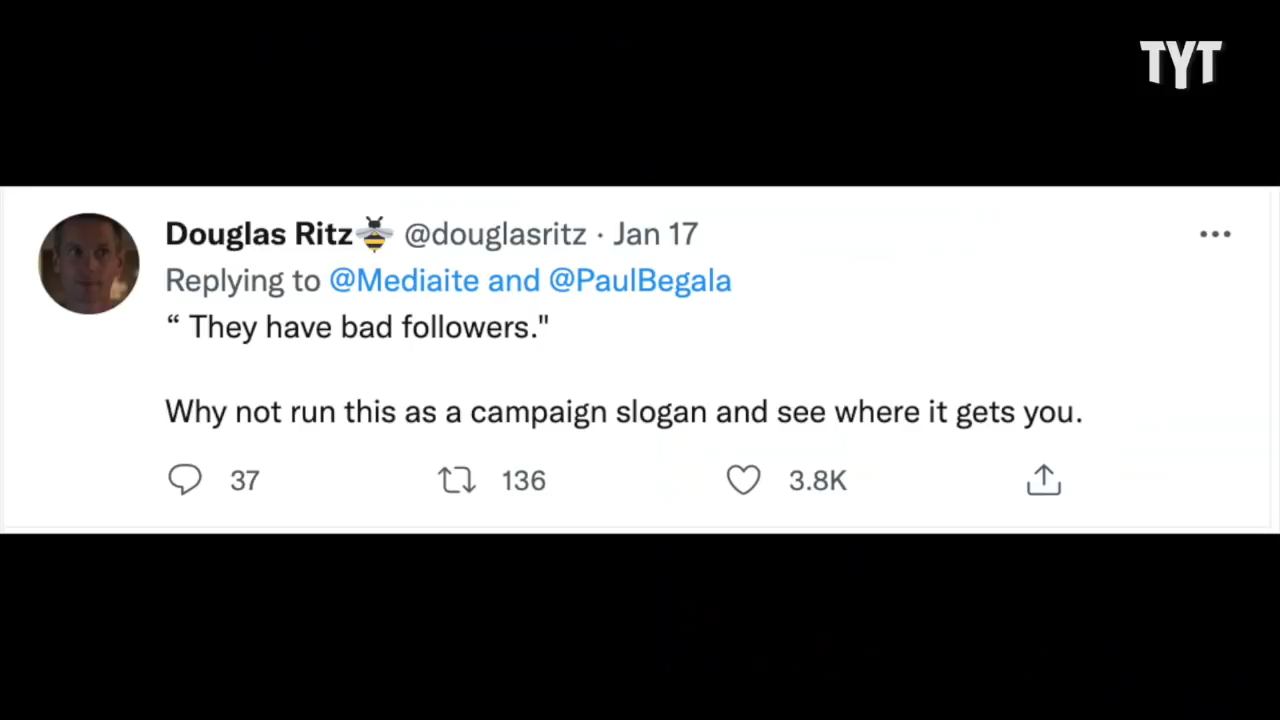 TYT
Douglas Ritz🐝 @douglasritz · Jan 17
Replying to @Mediaite and @PaulBegala
“ They have bad followers."
Why not run this as a campaign slogan and see where it gets you.
37 136 3.8K